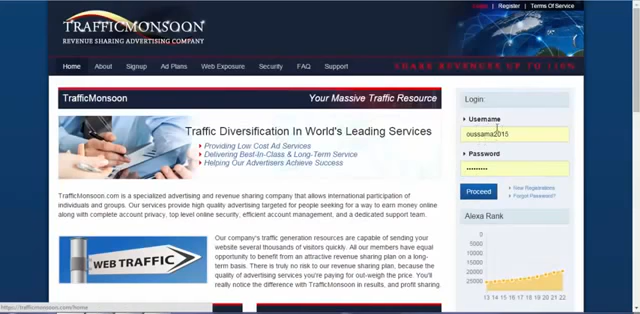 Login | Register | Terms Of Service
TRAFFICMONSOON
REVENUE SHARING ADVERTISING COMPANY
Home About Signup Ad Plans Web Exposure Security FAQ Support
SHARE REVENUES UP TO 110%
TrafficMonsoon Your Massive Traffic Resource
Traffic Diversification In World's Leading Services
Providing Low Cost Ad Services
Delivering Best-In-Class & Long-Term Service
Helping Our Advertisers Achieve Success
TrafficMonsoon.com is a specialized advertising and revenue sharing company that allows international participation of
individuals and groups. Our services provide high quality advertising targeted for people seeking for a way to earn money online
along with complete account privacy, top level online security, efficient account management, and a dedicated support team.
WEB TRAFFIC
Our company's traffic generation resources are capable of sending your
website several thousands of visitors quickly. All our members have equal
opportunity to benefit from an attractive revenue sharing plan on a long-
term basis. There is truly no risk to our revenue sharing plan, because the
quality of advertising services you're paying for out-weigh the price. You'll
really notice the difference with TrafficMonsoon in results, and profit sharing.
Login:
Username
oussama2015
Password
•••••••••
Proceed
New Registrations
Forgot Password?
Alexa Rank
0
5000
10000
15000
20000
25000
13 14 15 16 17 18 19 20 21 22
https://trafficmonsoon.com/home